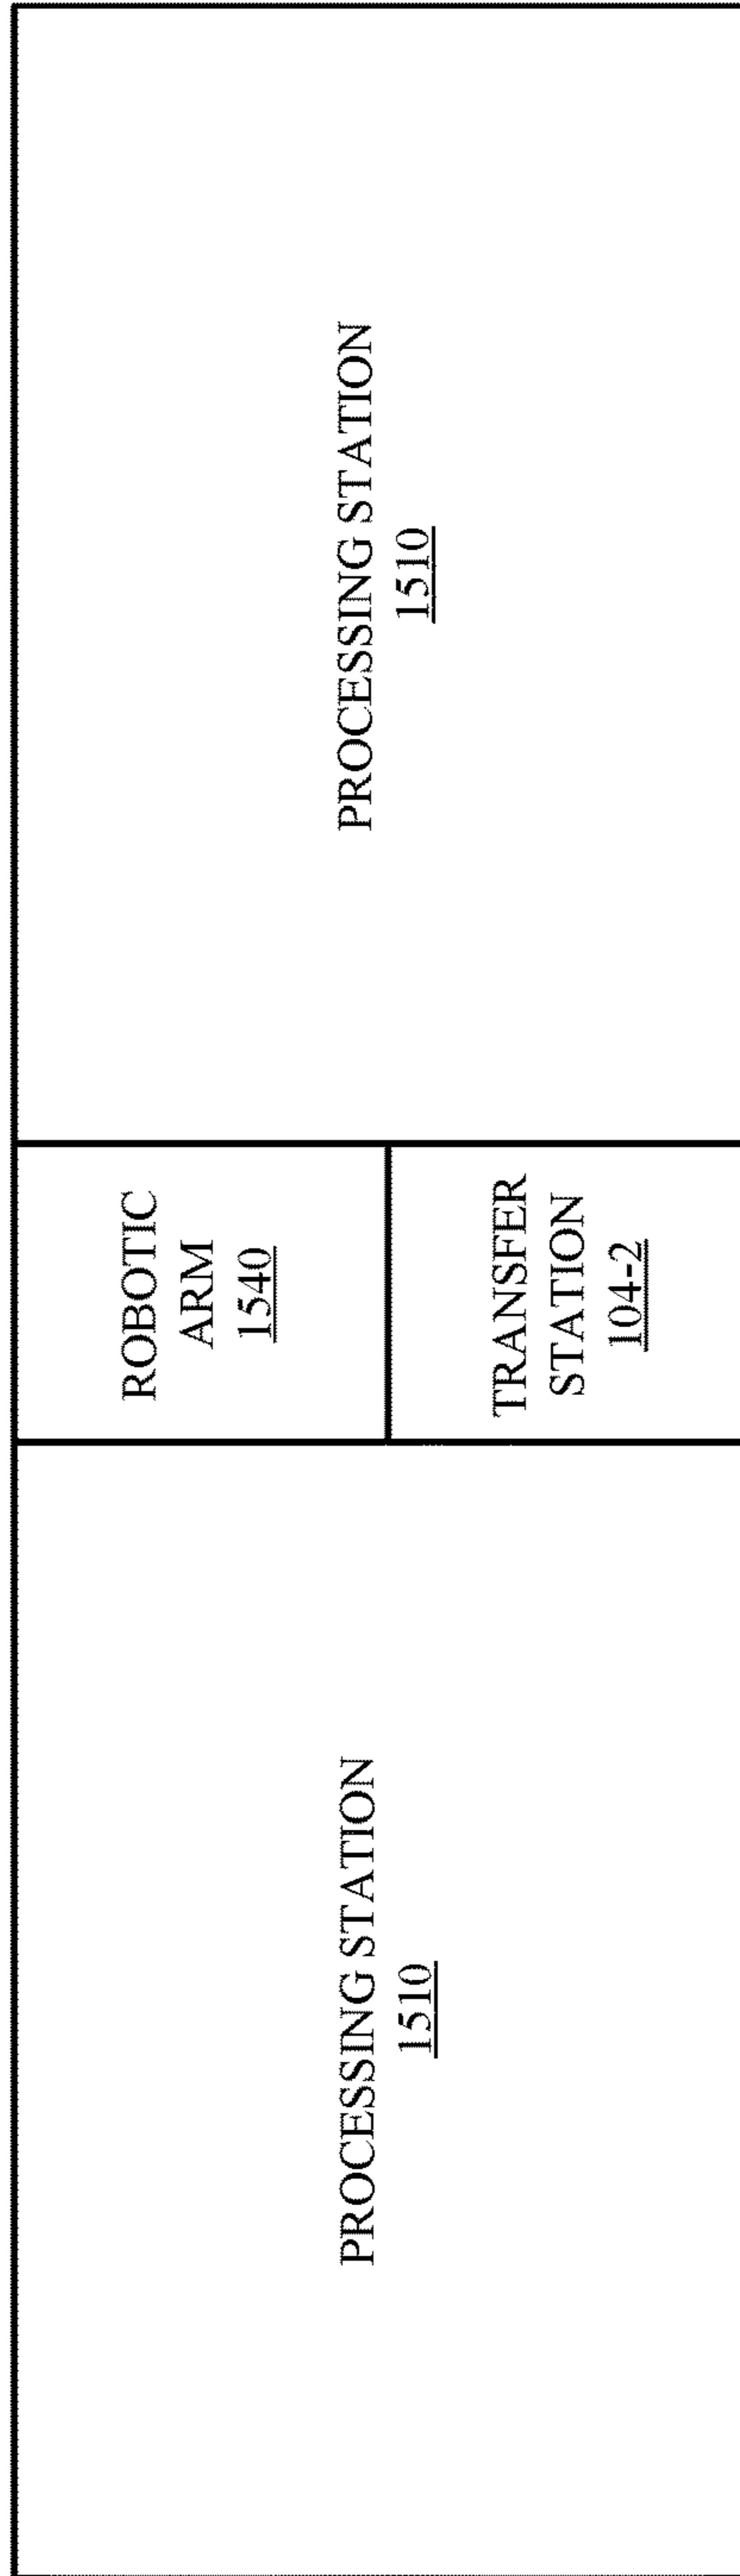 PROCESSING STATION
1510
ROBOTIC
ARM
1540
TRANSFER
STATION
104-2
PROCESSING STATION
1510